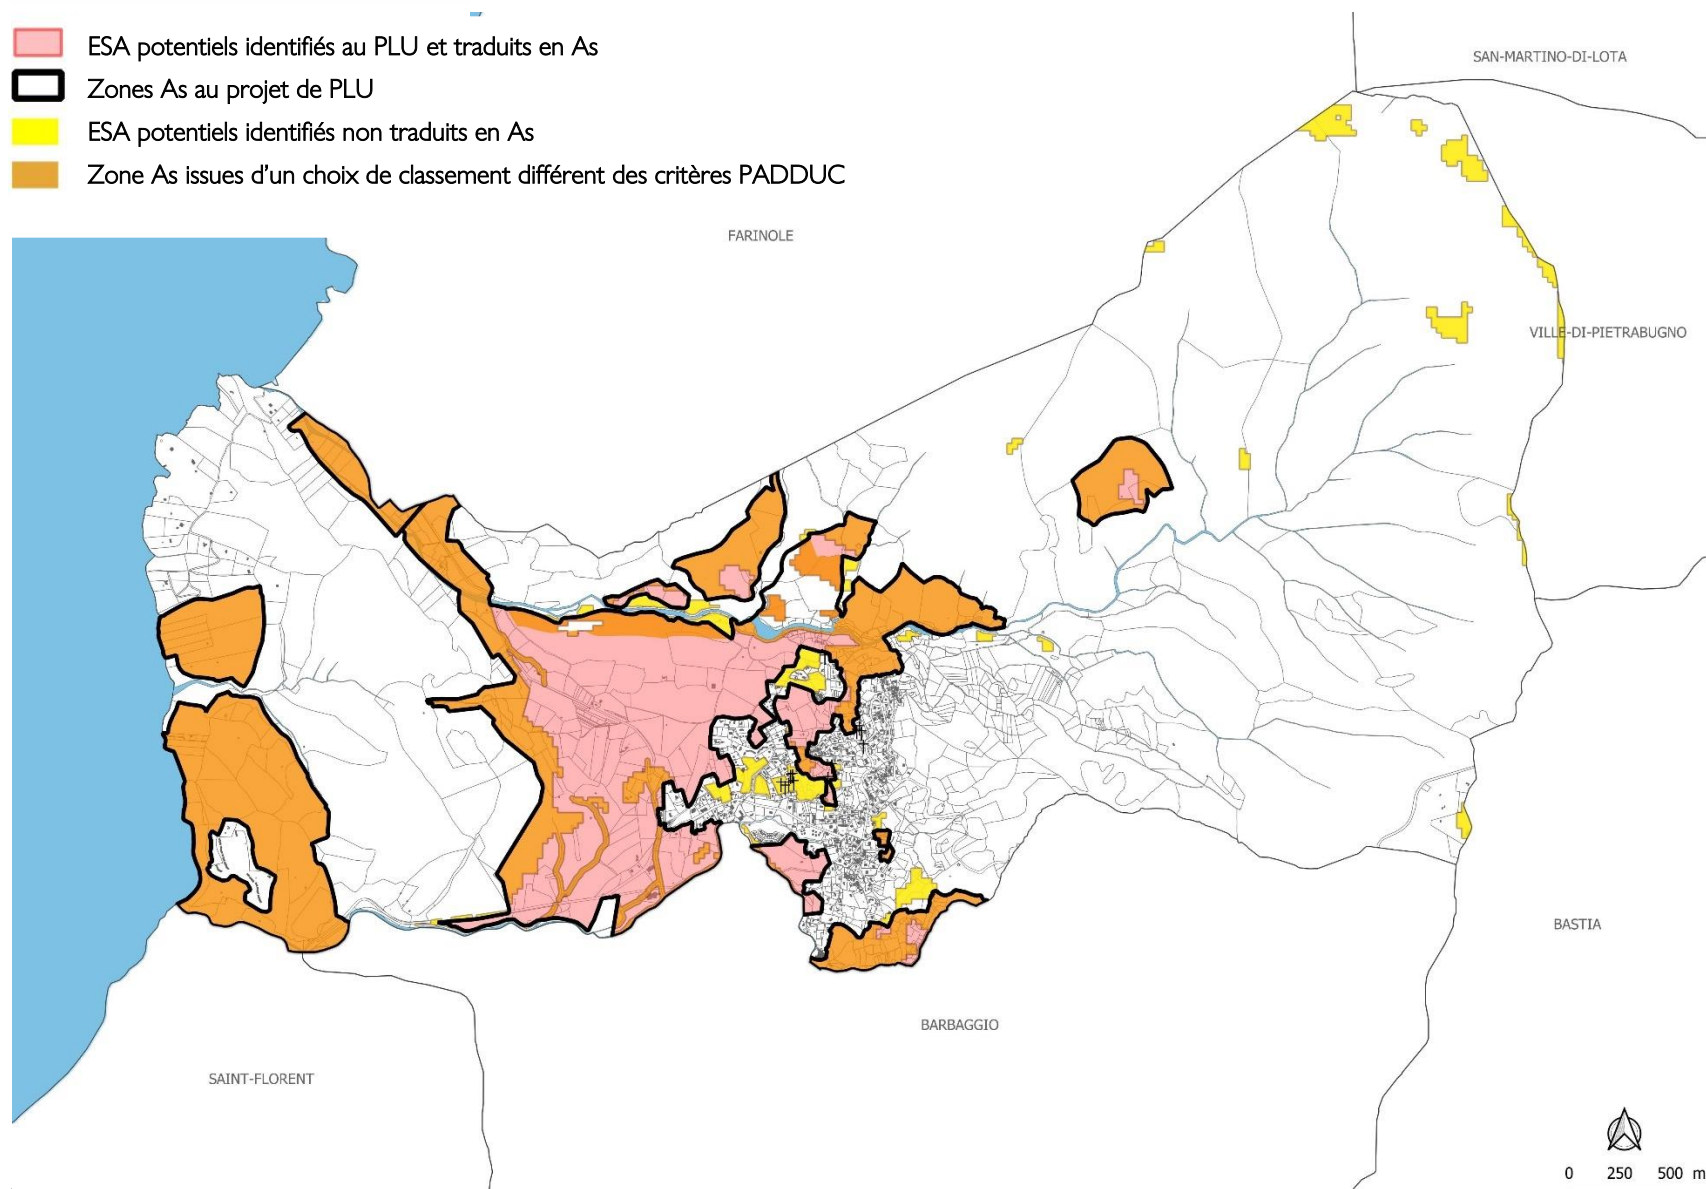 ESA potentiels identifiés au PLU et traduits en As
Zones As au projet de PLU
ESA potentiels identifiés non traduits en As
Zone As issues d'un choix de classement différent des critères PADDUC
SAN-MARTINO-DI-LOTA
FARINOLE
VILLE-DI-PIETRABUGNO
BASTIA
BARBAGGIO
SAINT-FLORENT
0 250 500 m